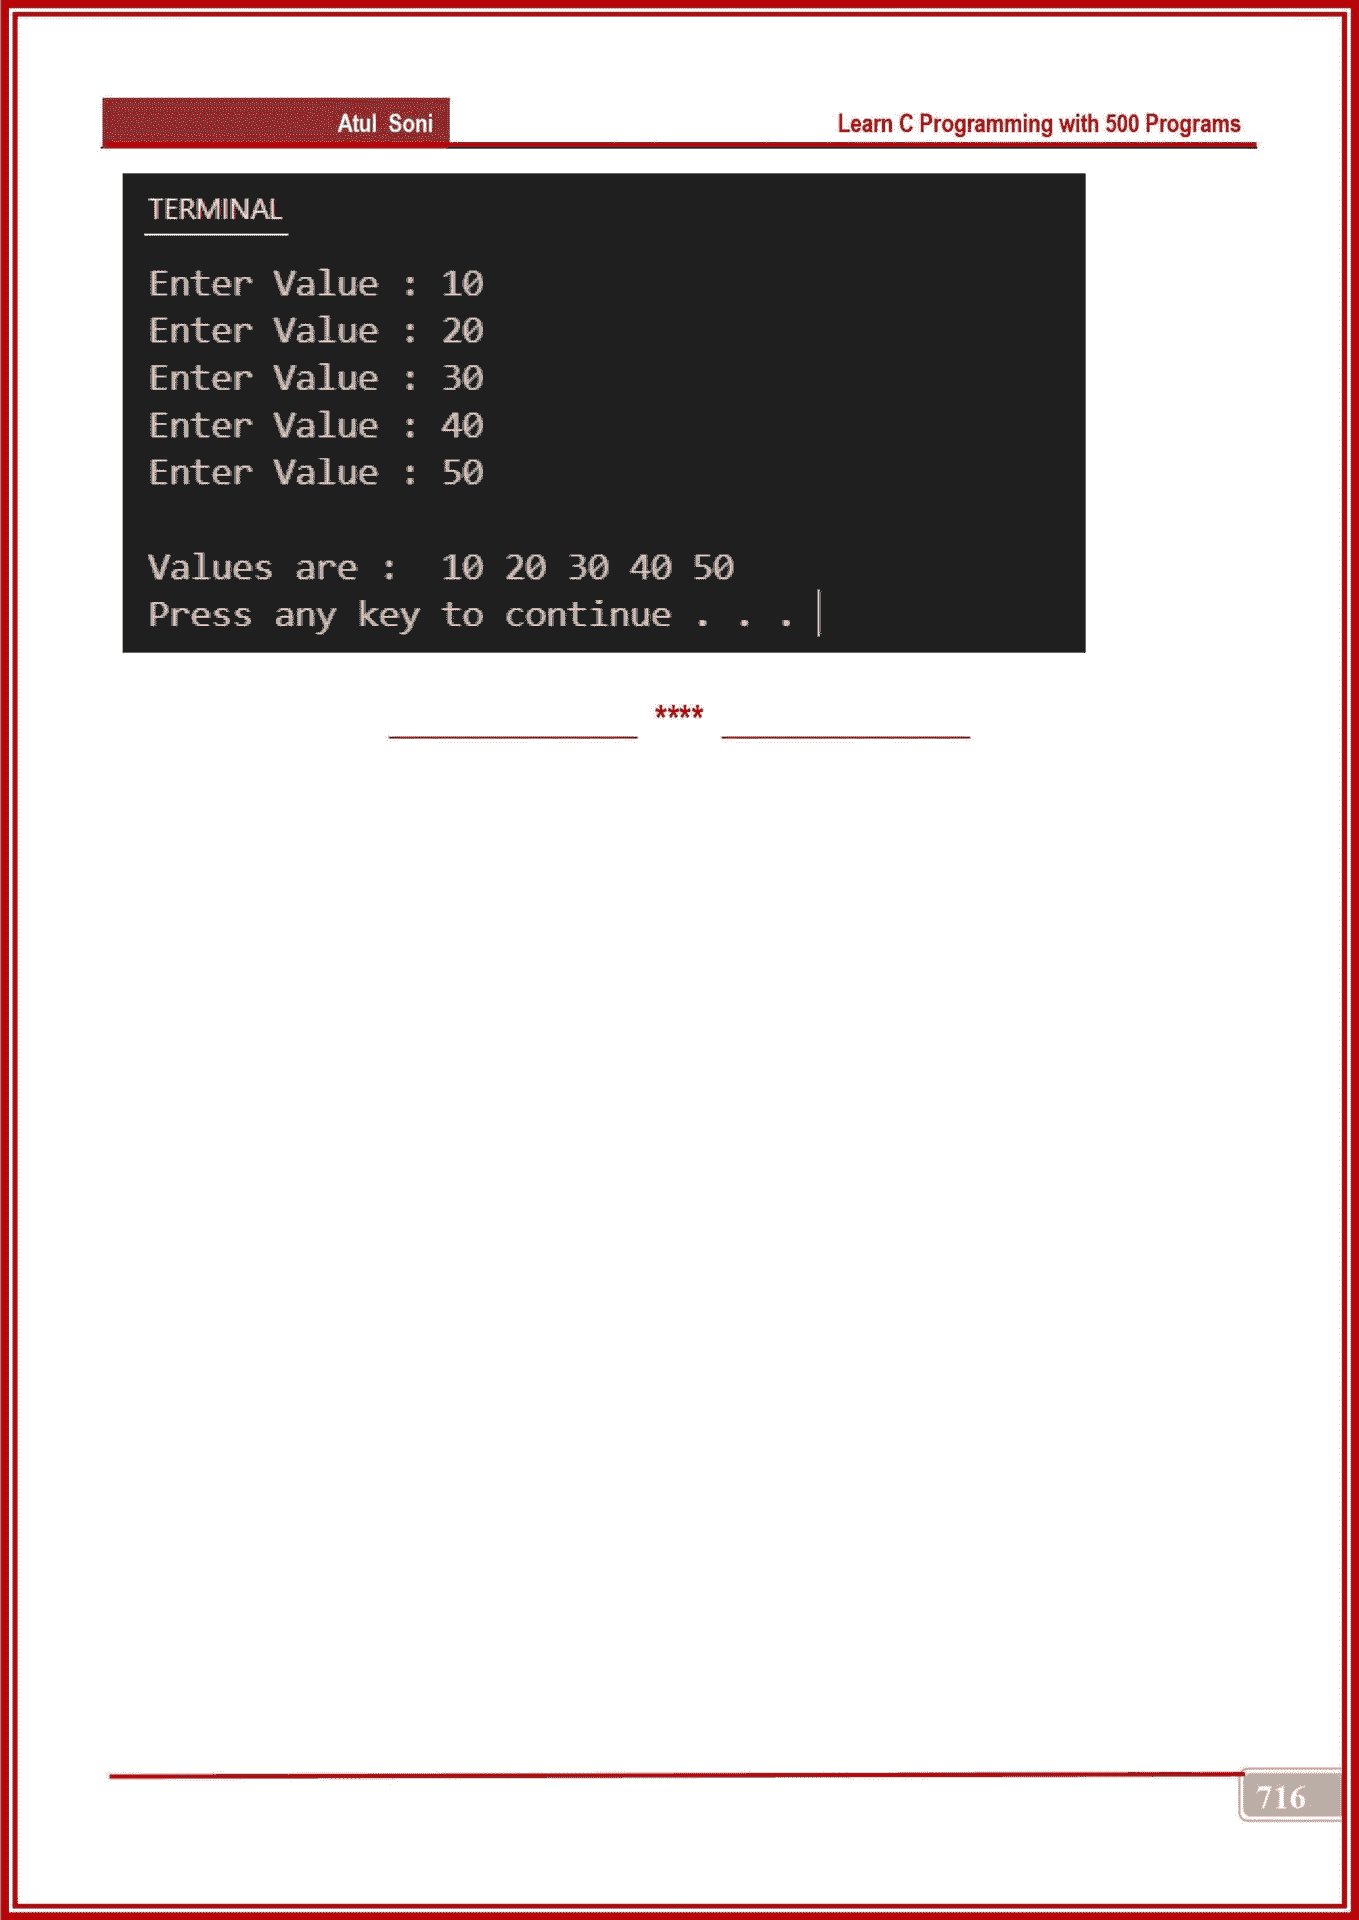 Atul Soni
Learn C Programming with 500 Programs
TERMINAL
Enter Value : 10
Enter Value : 20
Enter Value : 30
Enter Value : 40
Enter Value : 50
Values are :  10 20 30 40 50
Press any key to continue . . .
****
716